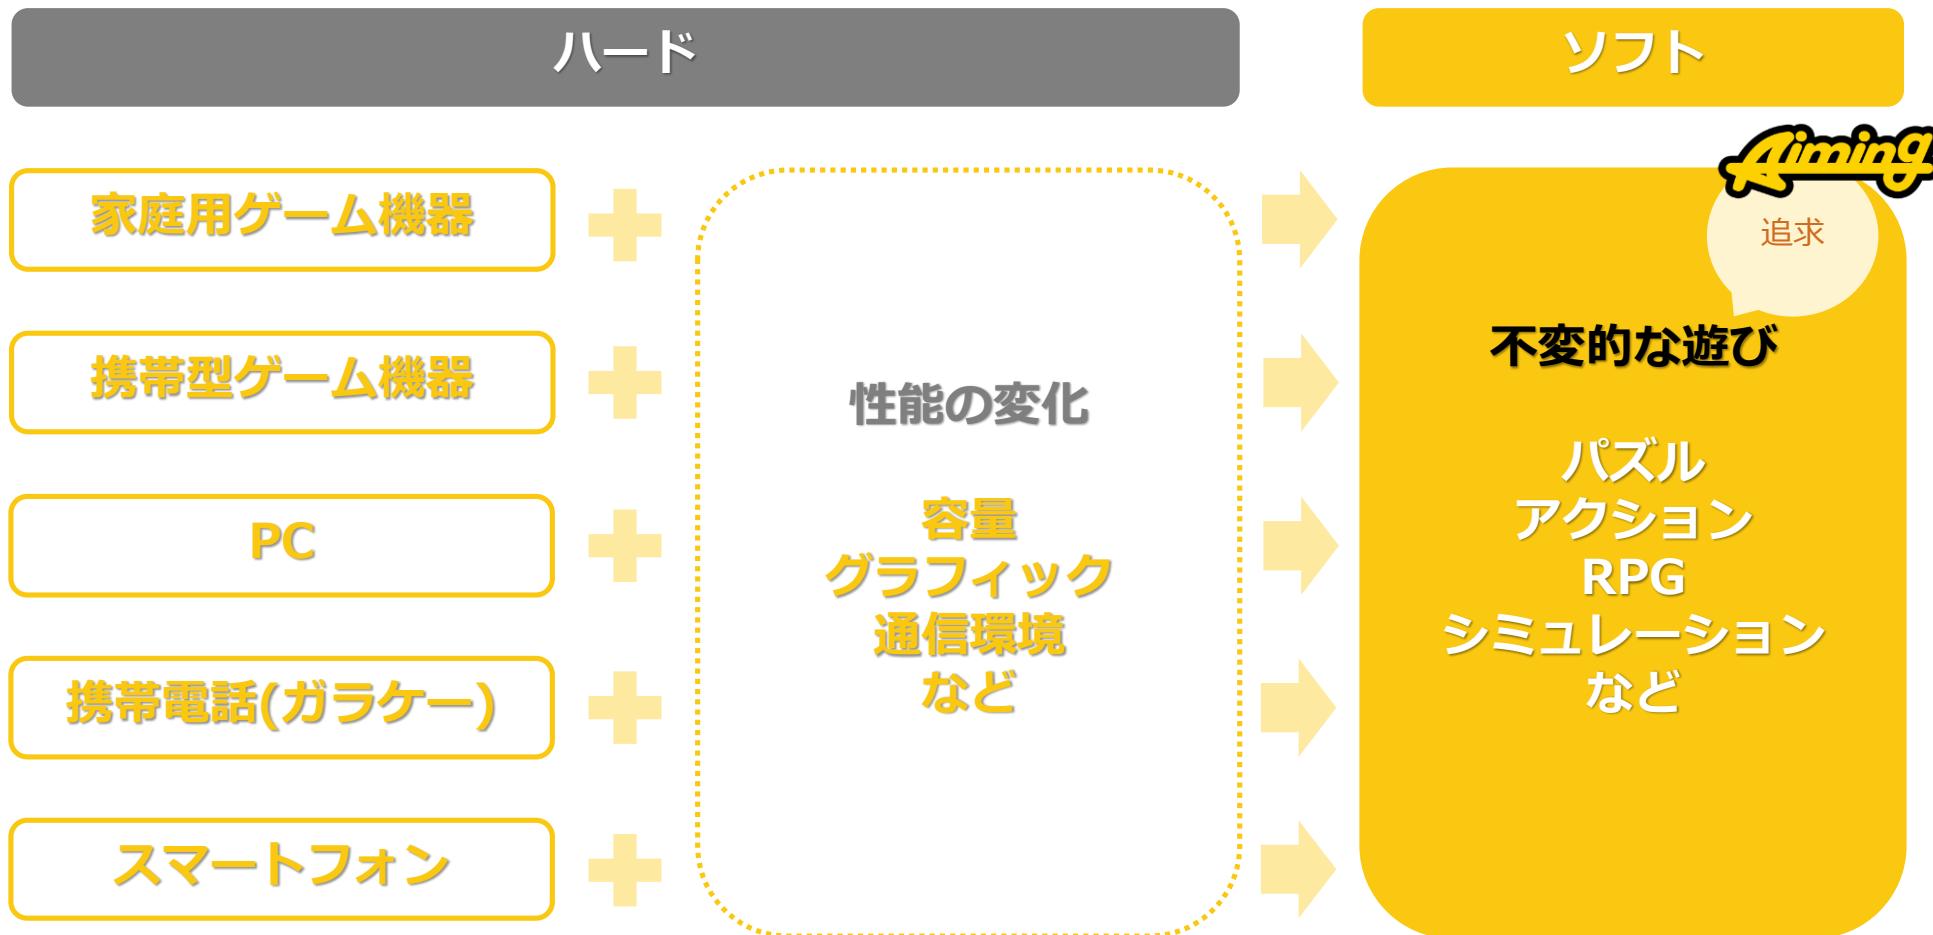 ハード
ソフト
家庭用ゲーム機器
携帯型ゲーム機器
PC
携帯電話(ガラケー)
スマートフォン
性能の変化
容量
グラフィック
通信環境
など
Aiming
追求
不変的な遊び
パズル
アクション
RPG
シミュレーション
など